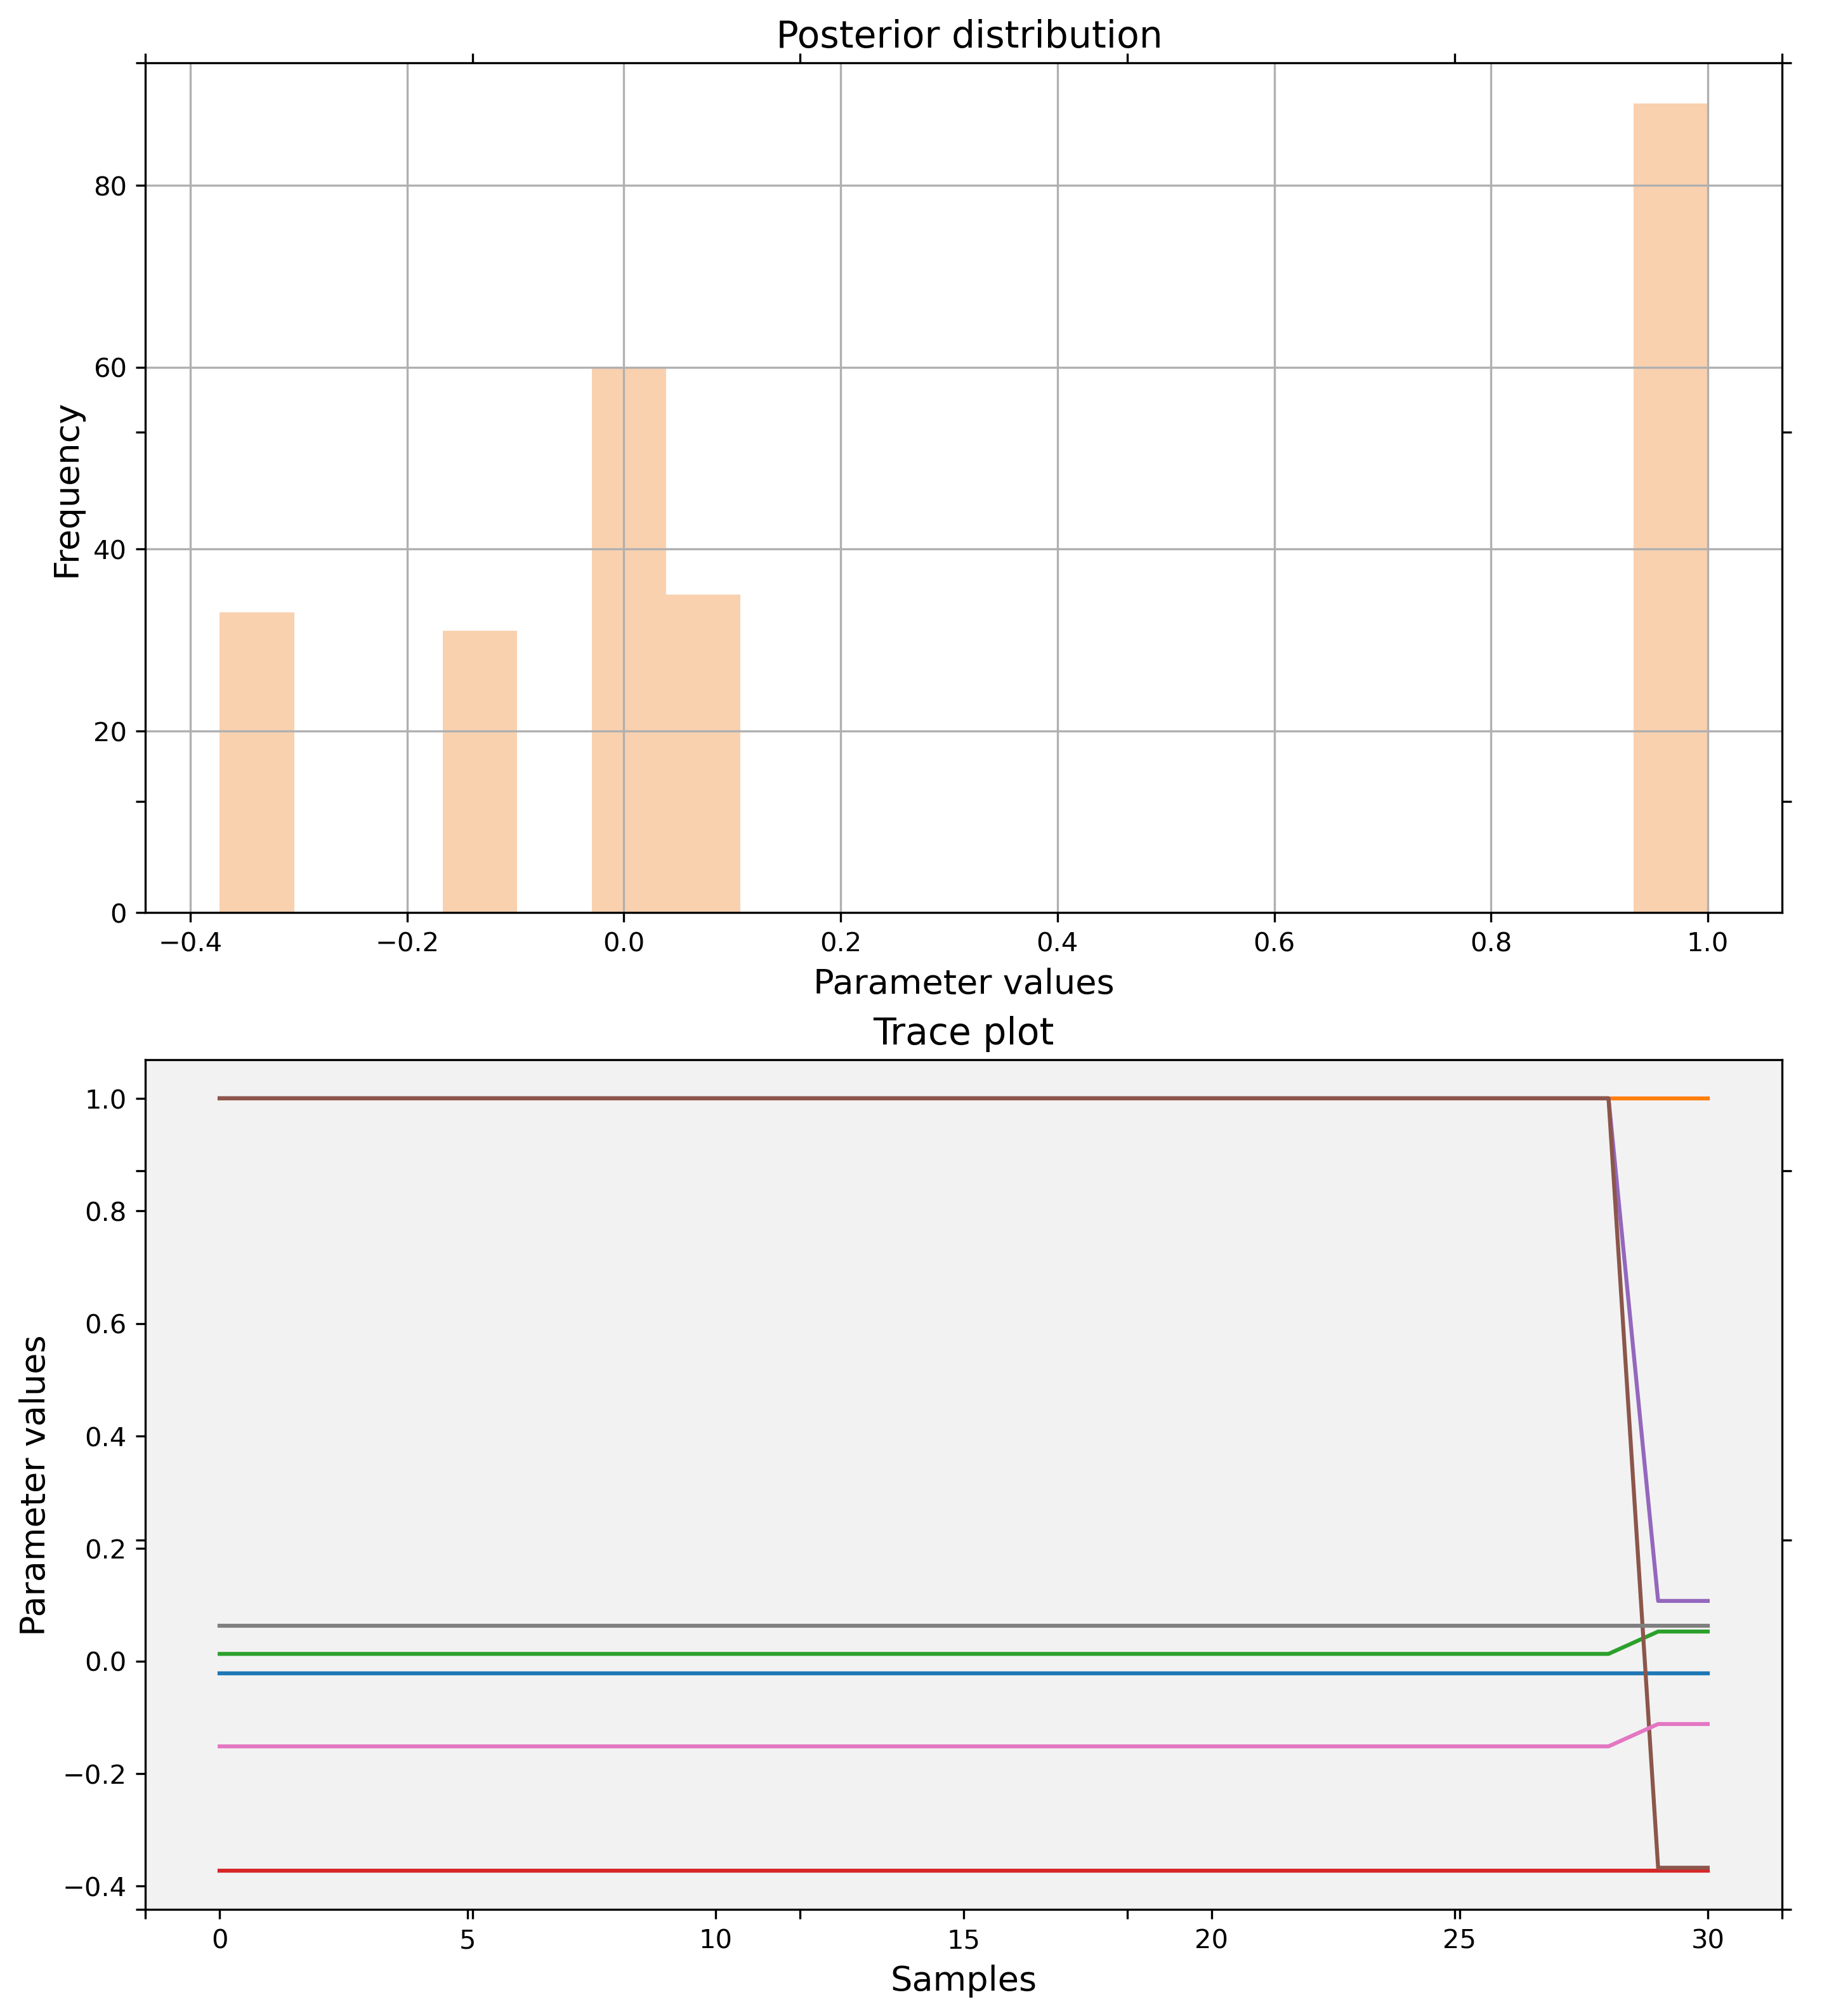 Posterior distribution
Frequency
80
60
40
20
0
−0.4 −0.2 0.0 0.2 0.4 0.6 0.8 1.0
Parameter values
Trace plot
Parameter values
1.0
0.8
0.6
0.4
0.2
0.0
−0.2
−0.4
0 5 10 15 20 25 30
Samples